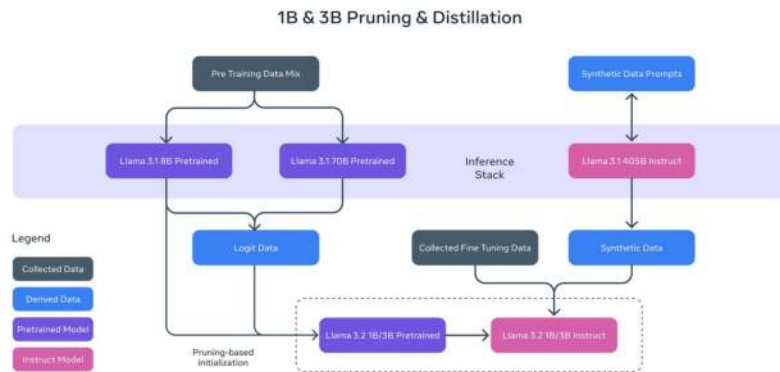 1B & 3B Pruning & Distillation
Pre Training Data Mix
Synthetic Data Prompts
Llama 3.1 8B Pretrained
Llama 3.1 70B Pretrained
Inference
Stack
Llama 3.1 405B Instruct
Legend
Collected Data
Derived Data
Pretrained Model
Instruct Model
Logit Data
Collected Fine Tuning Data
Synthetic Data
Pruning-based
initialization
Llama 3.2 1B/3B Pretrained
Llama 3.2 1B/3B Instruct